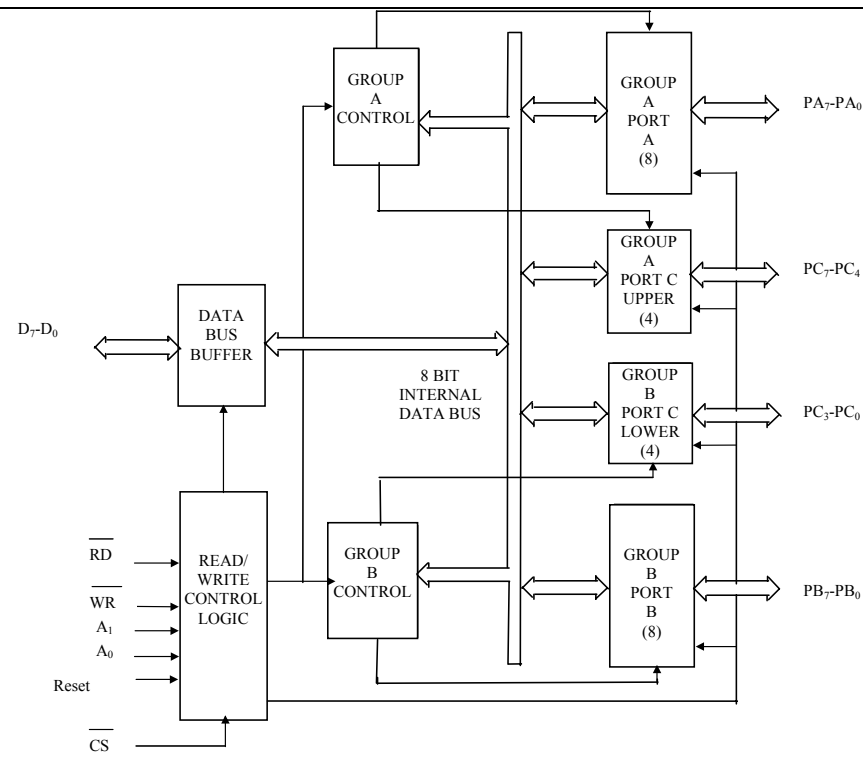 GROUP
A
CONTROL
GROUP
A
PORT
A
(8)
PA₇-PA₀
GROUP
A
PORT C
UPPER
(4)
PC₇-PC₄
D₇-D₀
DATA
BUS
BUFFER
8 BIT
INTERNAL
DATA BUS
GROUP
B
PORT C
LOWER
(4)
PC₃-PC₀
RD
WR
A₁
A₀
Reset
CS
READ/
WRITE
CONTROL
LOGIC
GROUP
B
CONTROL
GROUP
B
PORT
B
(8)
PB₇-PB₀